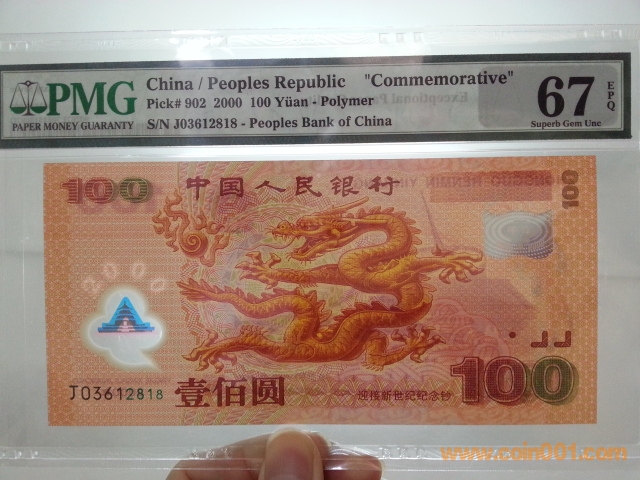 PMG
PAPER MONEY GUARANTY
China / Peoples Republic "Commemorative"
Pick# 902 2000 100 Yüan - Polymer
S/N J03612818 - Peoples Bank of China
67
EPQ
Superb Gem Unc
100
中国人民银行
100
2000
J03612818
壹佰圆
迎接新世纪纪念钞
100
www.coin001.com